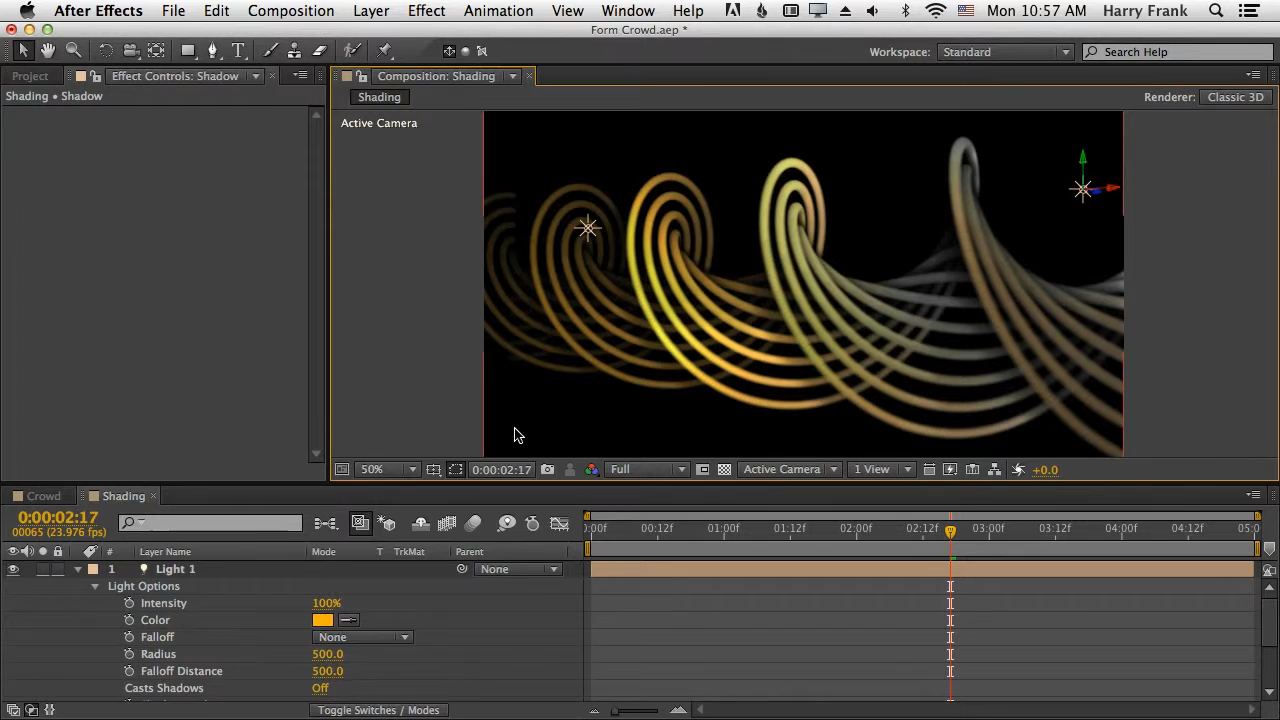 After Effects File Edit Composition Layer Effect Animation View Window Help Mon 10:57 AM Harry Frank
Form Crowd.aep *
T Workspace: Standard Search Help
Project Effect Controls: Shadow Composition: Shading
Shading • Shadow Shading Renderer: Classic 3D
Active Camera
50% 0:00:02:17 Full Active Camera 1 View +0.0
Crowd Shading
0:00:02:17
00065 (23.976 fps)
:00f 00:12f 01:00f 01:12f 02:00f 02:12f 03:00f 03:12f 04:00f 04:12f 05:0
# Layer Name Mode T TrkMat Parent
1 Light 1 None
Light Options
Intensity 100%
Color
Falloff None
Radius 500.0
Falloff Distance 500.0
Casts Shadows Off
Toggle Switches / Modes